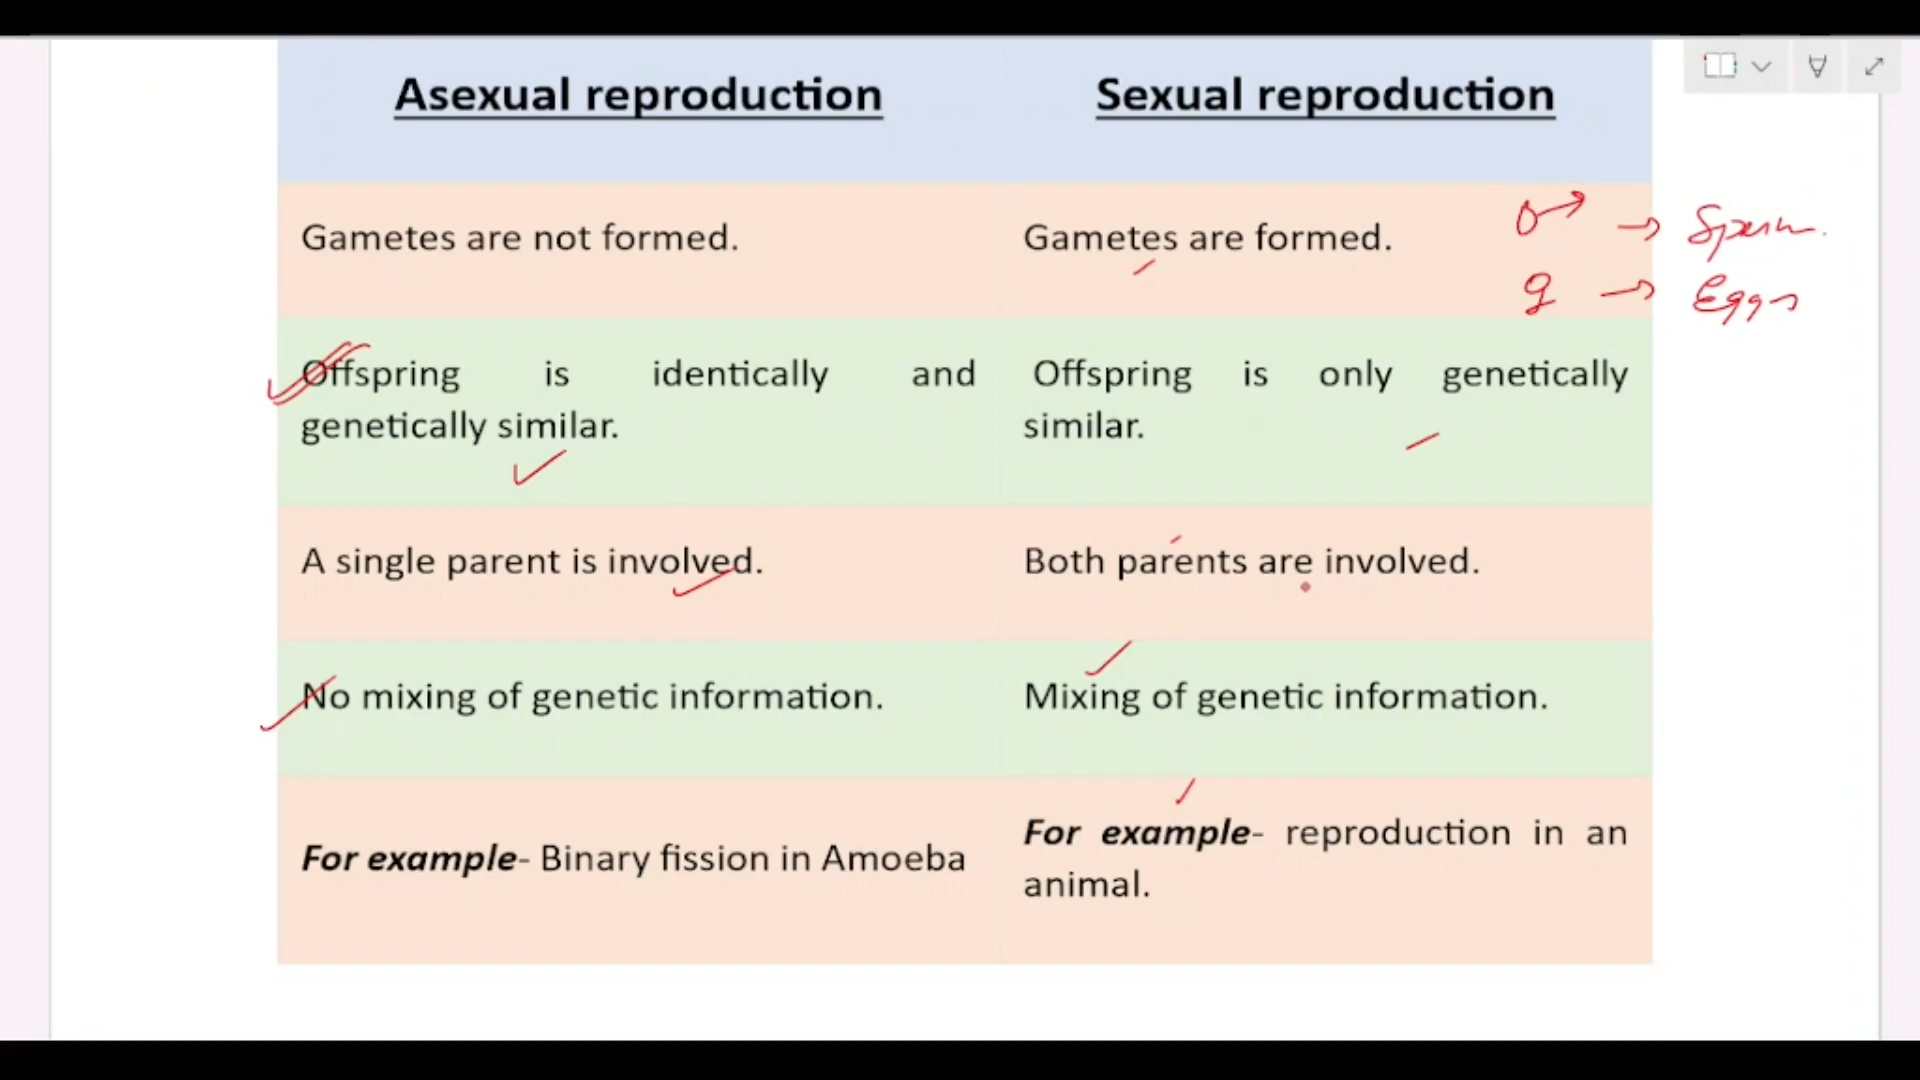 Asexual reproduction
Sexual reproduction
Gametes are not formed.
Gametes are formed.
♂ → Sperm.
♀ → Eggs
Offspring is identically and
genetically similar.
Offspring is only genetically
similar.
A single parent is involved.
Both parents are involved.
No mixing of genetic information.
Mixing of genetic information.
For example- Binary fission in Amoeba
For example- reproduction in an
animal.